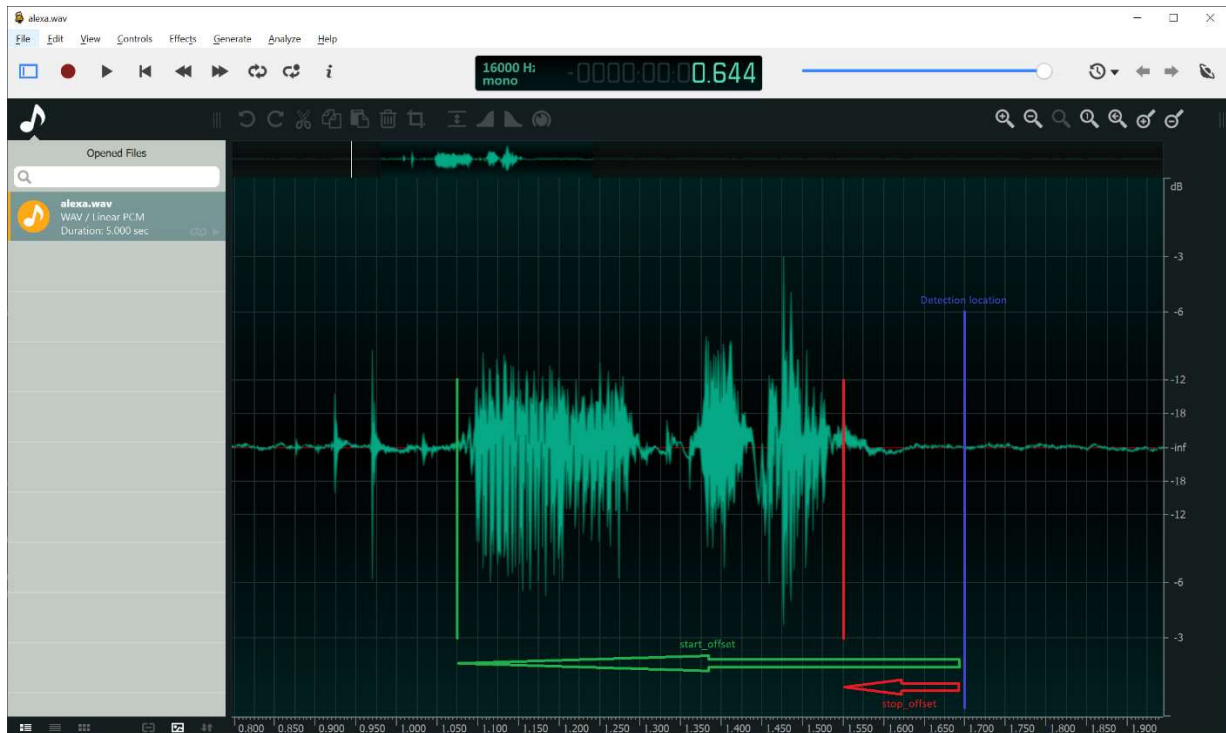 alexa.wav
File Edit View Controls Effects Generate Analyze Help
16000 Hz
mono
-0000:00:00.644
Opened Files
alexa.wav
WAV / Linear PCM
Duration: 5.000 sec
dB
-3
Detection location
-6
-12
-18
-inf
-18
-12
-6
-3
start_offset
stop_offset
0.800 0.850 0.900 0.950 1.000 1.050 1.100 1.150 1.200 1.250 1.300 1.350 1.400 1.450 1.500 1.550 1.600 1.650 1.700 1.750 1.800 1.850 1.900